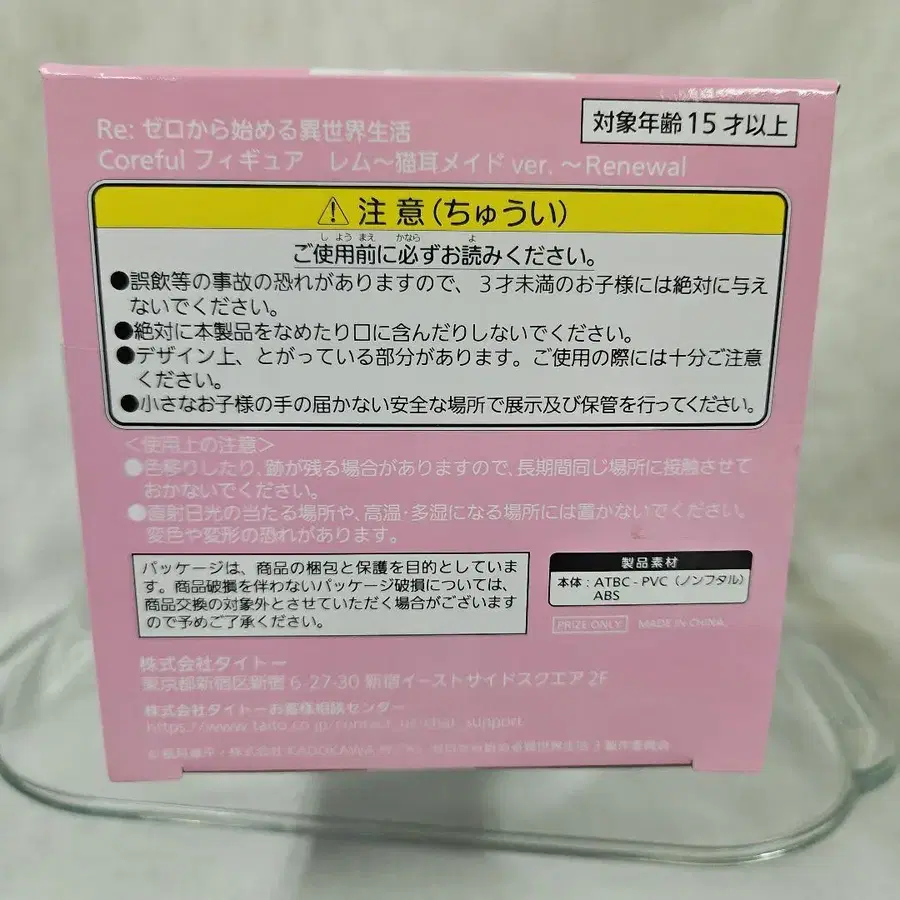 Re: ゼロから始める異世界生活
Coreful フィギュア　レム～猫耳メイド ver. ～Renewal
対象年齢 15 才以上
⚠ 注 意 (ちゅうい)
し よう まえ　かなら　よ
ご使用前に必ずお読みください。
●誤飲等の事故の恐れがありますので、３才未満のお子様には絶対に与え
ないでください。
●絶対に本製品をなめたり口に含んだりしないでください。
●デザイン上、とがっている部分があります。ご使用の際には十分ご注意
ください。
●小さなお子様の手の届かない安全な場所で展示及び保管を行ってください。
＜使用上の注意＞
●色移りしたり、跡が残る場合がありますので、長期間同じ場所に接触させて
おかないでください。
●直射日光の当たる場所や、高温・多湿になる場所には置かないでください。
変色や変形の恐れがあります。
パッケージは、商品の梱包と保護を目的としていま
す。商品破損を伴わないパッケージ破損については、
商品交換の対象外とさせていただく場合がございます
ので予めご了承ください。
製品素材
本体 : ATBC - PVC (ノンフタル)
ABS
PRIZE ONLY MADE IN CHINA.
株式会社タイトー
東京都新宿区新宿 6-27-30 新宿イーストサイドスクエア 2F
株式会社タイトーお客様相談センター
https://www.taito.co.jp/contact_us/chat_support
株式会社 KADOKAWA 製作委員会